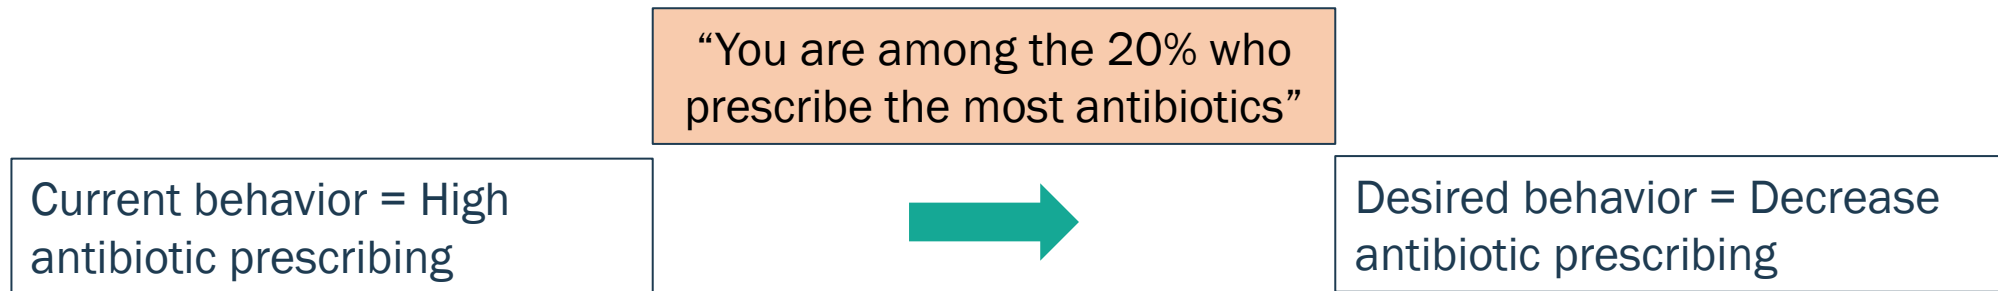 “You are among the 20% who
prescribe the most antibiotics”
Current behavior = High
antibiotic prescribing
Desired behavior = Decrease
antibiotic prescribing